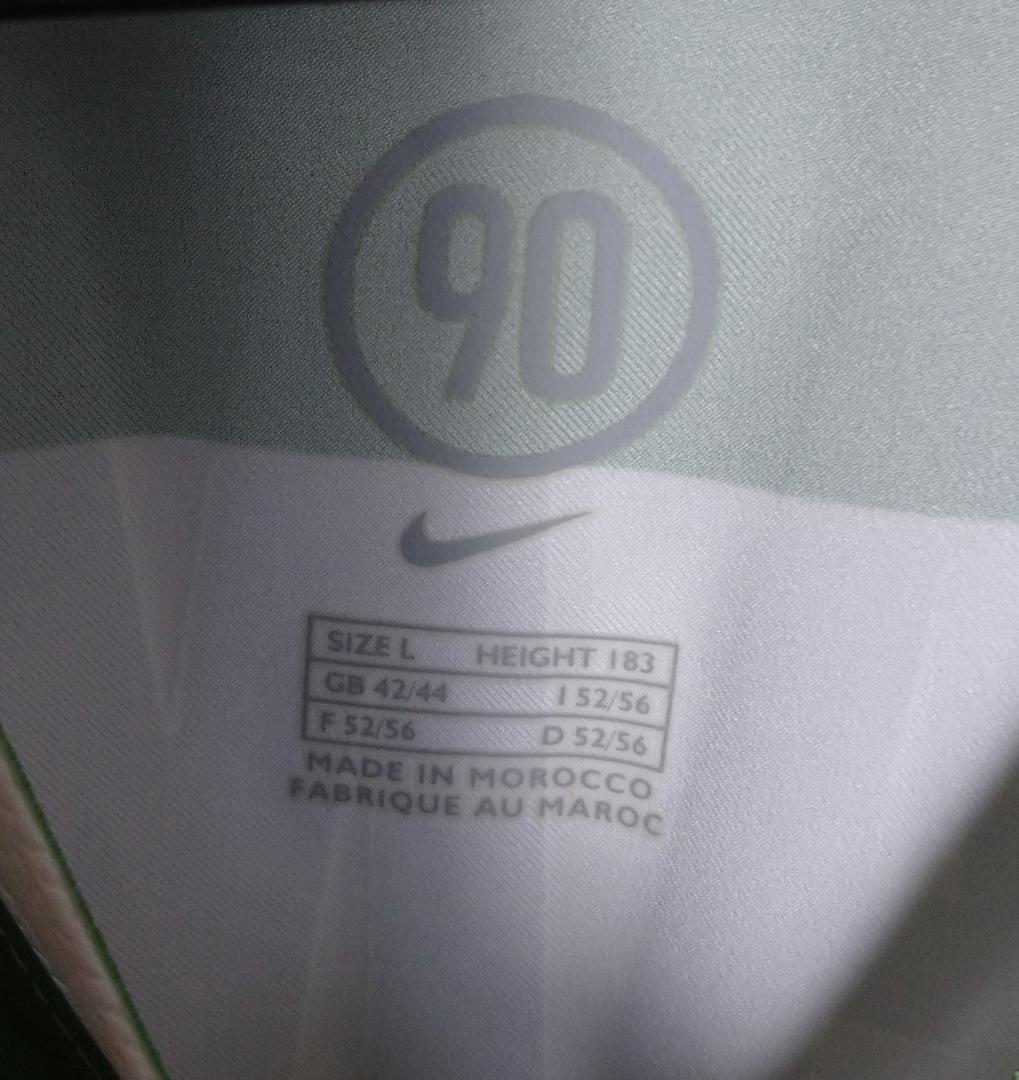 90
SIZE L HEIGHT 183
GB 42/44 I 52/56
F 52/56 D 52/56
MADE IN MOROCCO
FABRIQUE AU MAROC